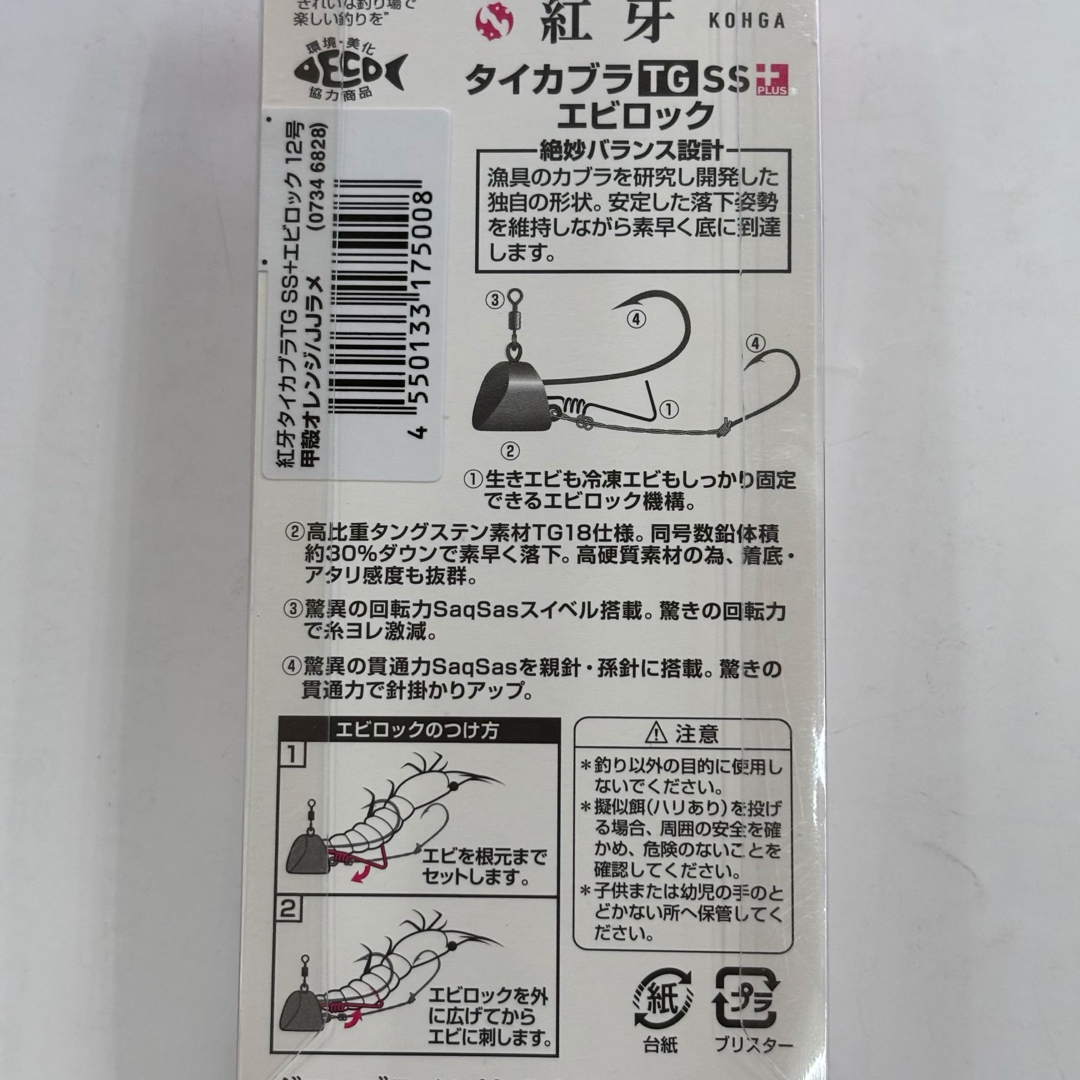 きれいな釣り場で
楽しい釣りを"
環境・美化
DECO
協力商品
紅牙 KOHGA
タイカブラTG SS+PLUS
エビロック
絶妙バランス設計
漁具のカブラを研究し開発した
独自の形状。安定した落下姿勢
を維持しながら素早く底に到達
します。
紅牙タイカブラTG SS+エビロック 12号
甲殻オレンジ/JJラメ (0734 6828)
4 550133 175008
③
④
④
①
②
①生きエビも冷凍エビもしっかり固定
できるエビロック機構。
②高比重タングステン素材TG18仕様。同号数鉛体積
約30%ダウンで素早く落下。高硬質素材の為、着底・
アタリ感度も抜群。
③驚異の回転力SaqSasスイベル搭載。驚きの回転力
で糸ヨレ激減。
④驚異の貫通力SaqSasを親針・孫針に搭載。驚きの
貫通力で針掛かりアップ。
エビロックのつけ方
1
エビを根元まで
セットします。
2
エビロックを外
に広げてから
エビに刺します。
注意
*釣り以外の目的に使用し
ないでください。
*擬似餌(ハリあり)を投げ
る場合、周囲の安全を確
かめ、危険のないことを
確認してください。
*子供または幼児の手のと
どかない所へ保管してく
ださい。
紙
台紙
プラ
ブリスター